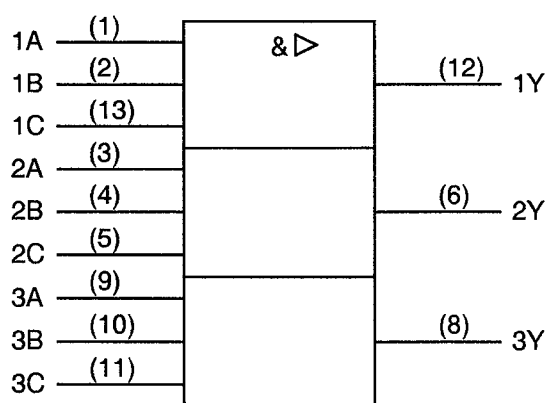 1A (1) & ▷
1B (2) (12) 1Y
1C (13)
2A (3)
2B (4) (6) 2Y
2C (5)
3A (9)
3B (10) (8) 3Y
3C (11)